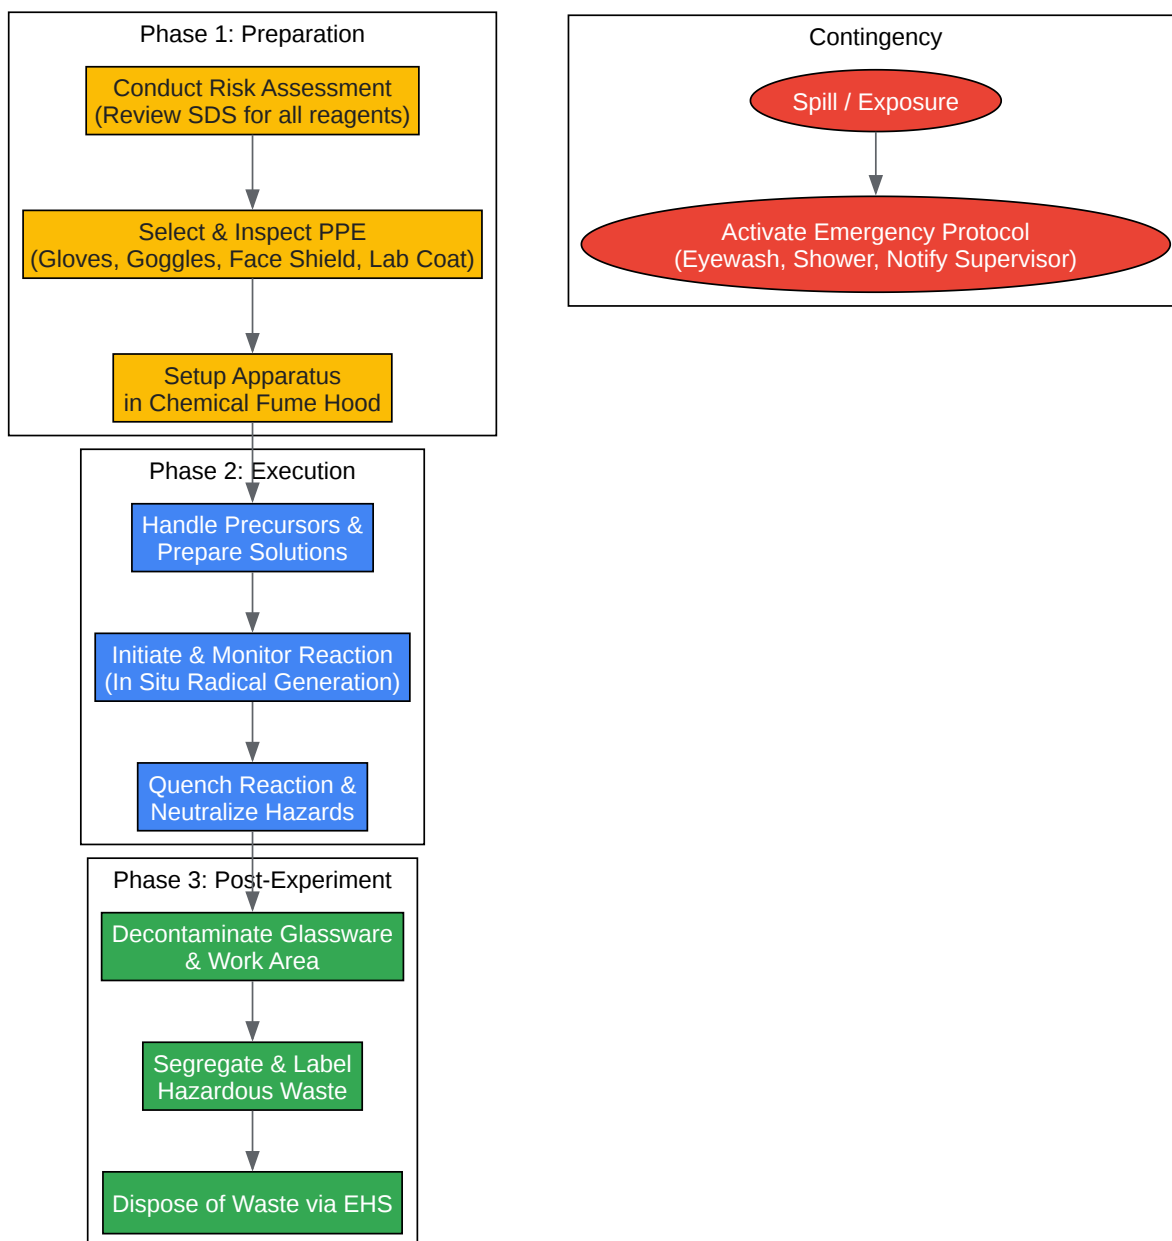 Phase 1: Preparation
Conduct Risk Assessment
(Review SDS for all reagents)
Select & Inspect PPE
(Gloves, Goggles, Face Shield, Lab Coat)
Setup Apparatus
in Chemical Fume Hood
Phase 2: Execution
Handle Precursors &
Prepare Solutions
Initiate & Monitor Reaction
(In Situ Radical Generation)
Quench Reaction &
Neutralize Hazards
Phase 3: Post-Experiment
Decontaminate Glassware
& Work Area
Segregate & Label
Hazardous Waste
Dispose of Waste via EHS
Contingency
Spill / Exposure
Activate Emergency Protocol
(Eyewash, Shower, Notify Supervisor)